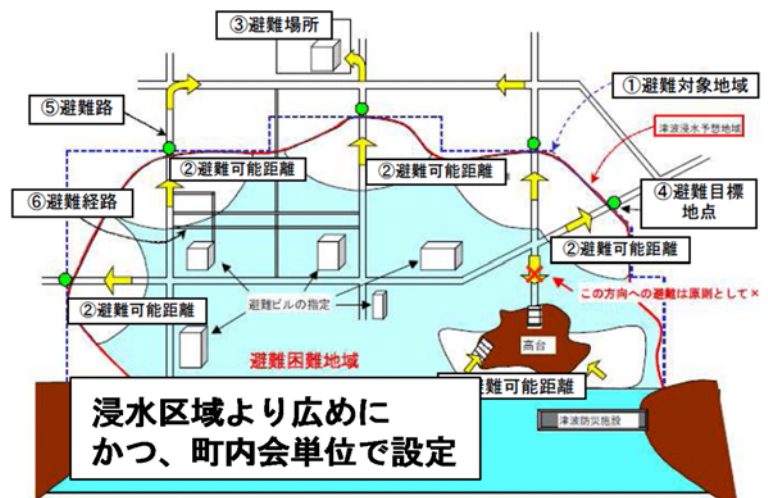 ③避難場所
①避難対象地域
⑤避難路
津波浸水予想地域
②避難可能距離
②避難可能距離
④避難目標
地点
⑥避難経路
②避難可能距離
この方向への避難は原則として×
②避難可能距離
避難ビルの指定
高台
避難困難地域
難可能距離
浸水区域より広めに
かつ、町内会単位で設定
津波防災施設